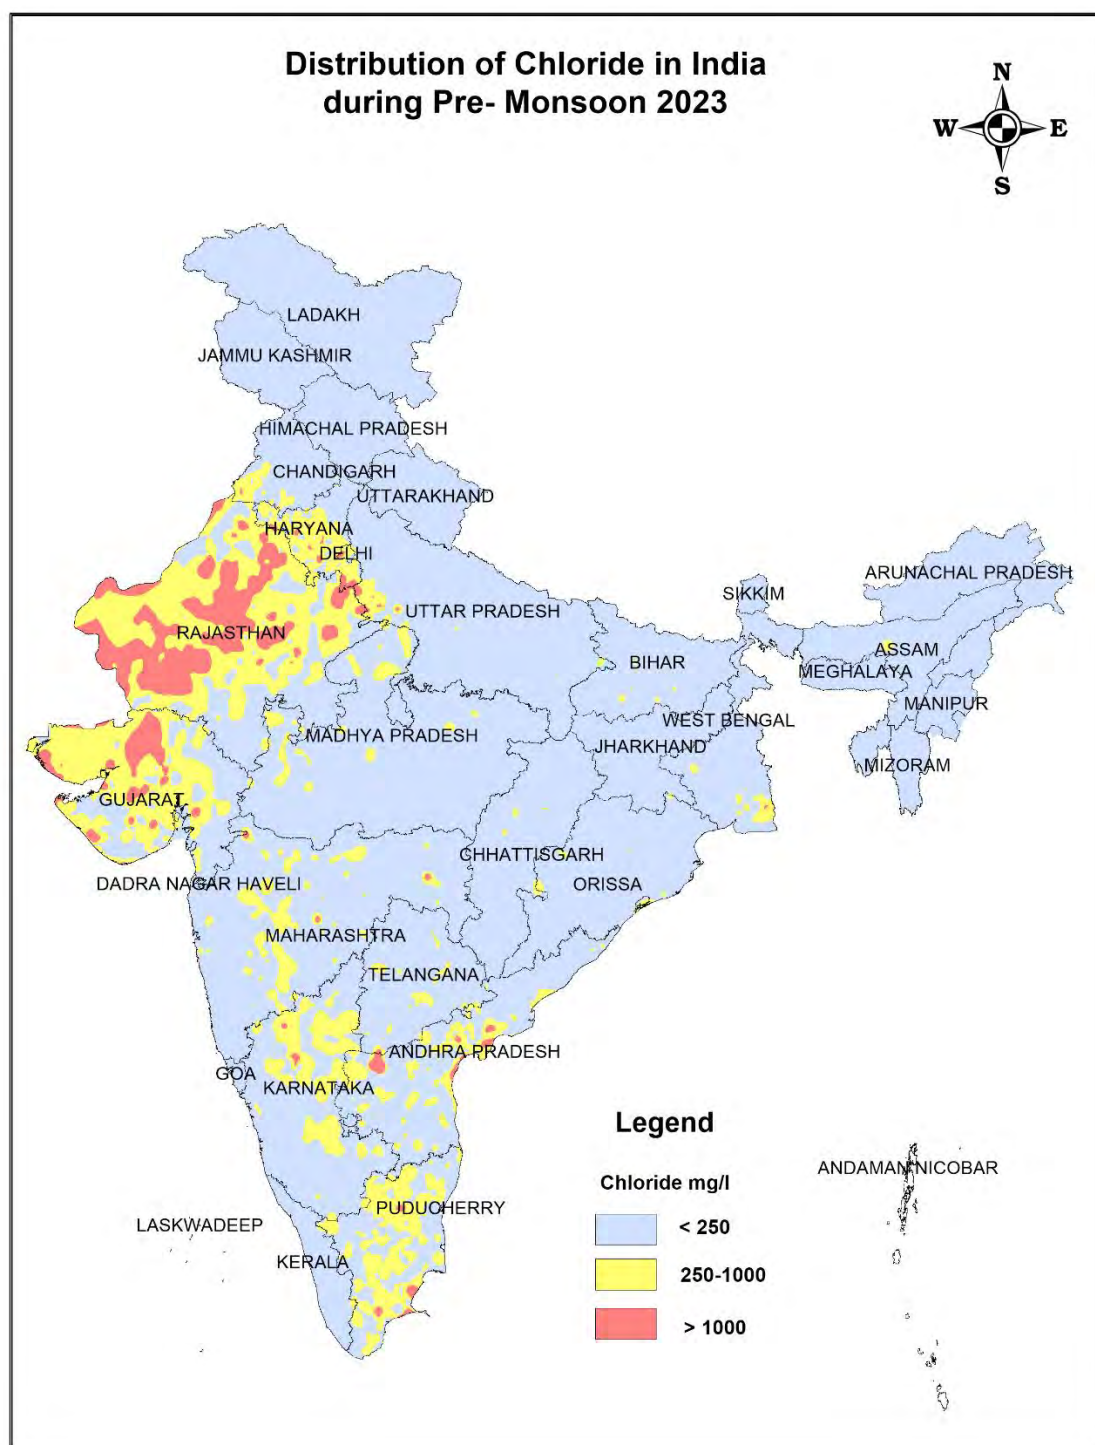 Distribution of Chloride in India
during Pre- Monsoon 2023
N
W E
S
LADAKH
JAMMU KASHMIR
HIMACHAL PRADESH
CHANDIGARH
UTTARAKHAND
HARYANA
DELHI
ARUNACHAL PRADESH
SIKKIM
UTTAR PRADESH
RAJASTHAN
ASSAM
BIHAR
MEGHALAYA
MANIPUR
WEST BENGAL
MADHYA PRADESH
JHARKHAND
MIZORAM
GUJARAT
CHHATTISGARH
DADRA NAGAR HAVELI
ORISSA
MAHARASHTRA
TELANGANA
ANDHRA PRADESH
GOA
KARNATAKA
Legend
ANDAMAN NICOBAR
Chloride mg/l
PUDUCHERRY
LASKWADEEP
< 250
KERALA
250-1000
> 1000